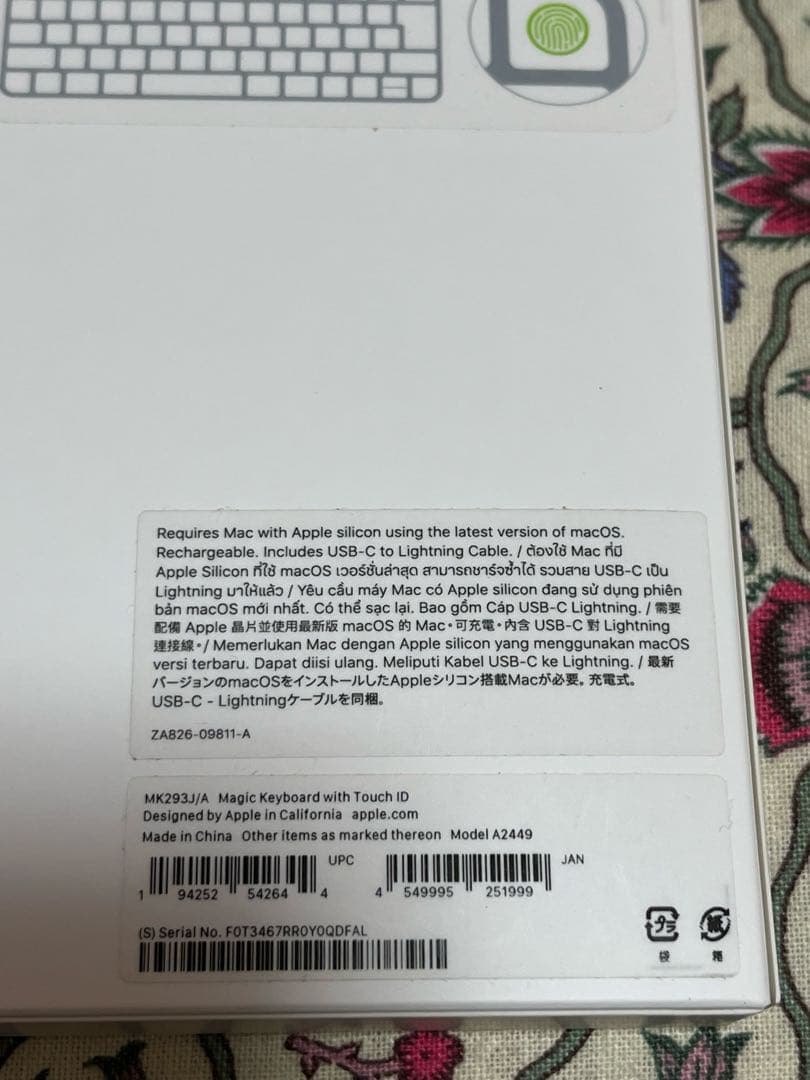 Requires Mac with Apple silicon using the latest version of macOS.
Rechargeable. Includes USB-C to Lightning Cable. / ต้องใช้ Mac ที่มี
Apple Silicon ที่ใช้ macOS เวอร์ชั่นล่าสุด สามารถชาร์จซ้ำได้ รวมสาย USB-C เป็น
Lightning มาให้แล้ว / Yêu cầu máy Mac có Apple silicon đang sử dụng phiên
bản macOS mới nhất. Có thể sạc lại. Bao gồm Cáp USB-C Lightning. / 需要
配備 Apple 晶片並使用最新版 macOS 的 Mac。可充電。內含 USB-C 對 Lightning
連接線。/ Memerlukan Mac dengan Apple silicon yang menggunakan macOS
versi terbaru. Dapat diisi ulang. Meliputi Kabel USB-C ke Lightning. / 最新
バージョンのmacOSをインストールしたAppleシリコン搭載Macが必要。充電式。
USB-C - Lightningケーブルを同梱。
ZA826-09811-A
MK293J/A Magic Keyboard with Touch ID
Designed by Apple in California apple.com
Made in China Other items as marked thereon Model A2449
UPC JAN
1 94252 54264 4 4 549995 251999
(S) Serial No. F0T3467RR0Y0QDFAL
プラ 紙
袋 箱